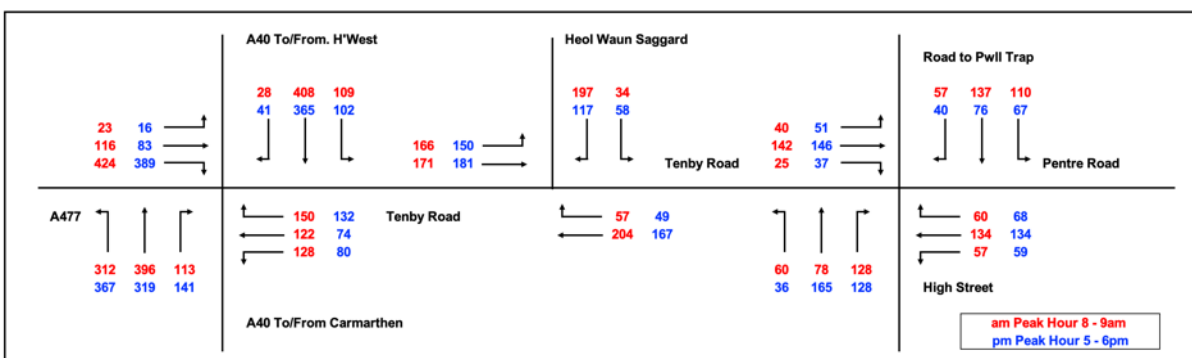 A40 To/From. H'West
Heol Waun Saggard
Road to Pwll Trap
28 408 109
41 365 102
197 34
117 58
57 137 110
40 76 67
23 16
116 83
424 389
166 150
171 181
40 51
142 146
25 37
Tenby Road
Pentre Road
A477
150 132
122 74
128 80
Tenby Road
57 49
204 167
60 68
134 134
57 59
312 396 113
367 319 141
60 78 128
36 165 128
High Street
A40 To/From Carmarthen
am Peak Hour 8 - 9am
pm Peak Hour 5 - 6pm